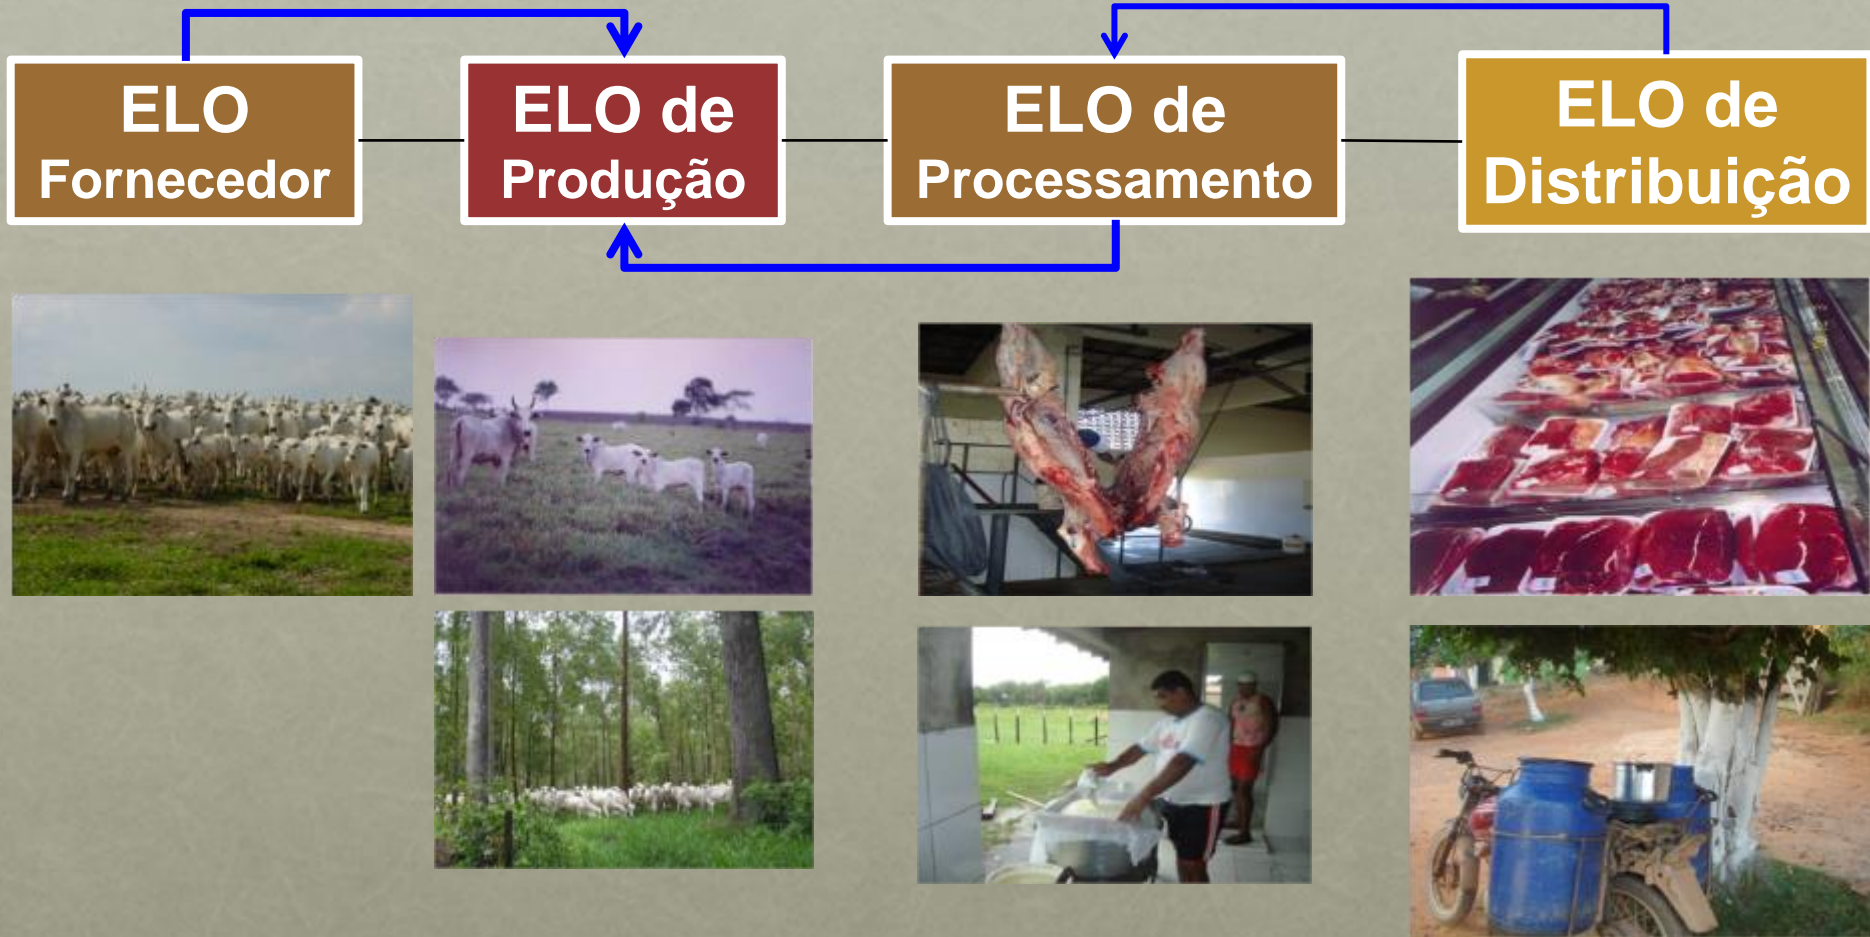 ELO
Fornecedor
ELO de
Produção
ELO de
Processamento
ELO de
Distribuição